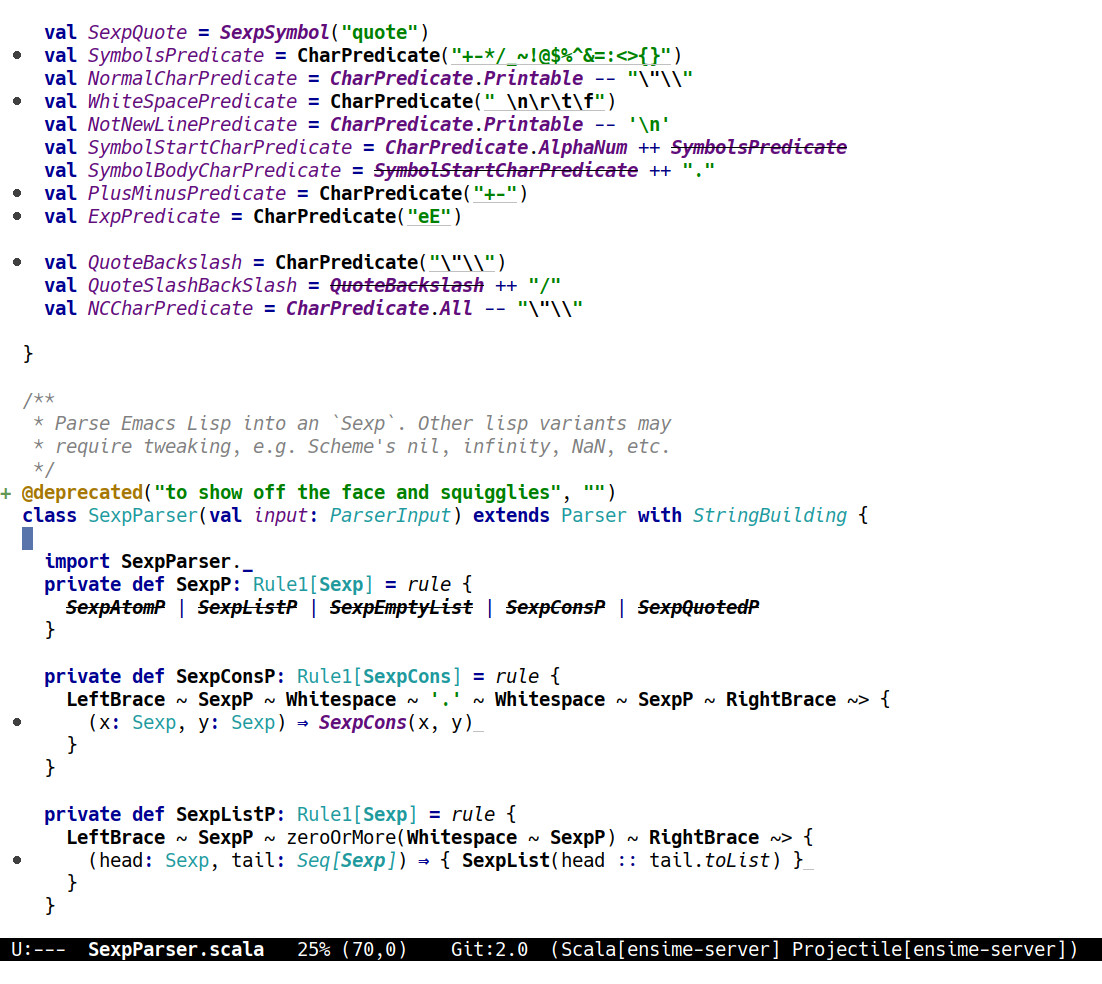 val SexpQuote = SexpSymbol("quote")
  val SymbolsPredicate = CharPredicate("+-*/_~!@$%^&=:<>{}")
  val NormalCharPredicate = CharPredicate.Printable -- "\"\\"
  val WhiteSpacePredicate = CharPredicate(" \n\r\t\f")
  val NotNewLinePredicate = CharPredicate.Printable -- '\n'
  val SymbolStartCharPredicate = CharPredicate.AlphaNum ++ SymbolsPredicate
  val SymbolBodyCharPredicate = SymbolStartCharPredicate ++ "."
  val PlusMinusPredicate = CharPredicate("+-")
  val ExpPredicate = CharPredicate("eE")

  val QuoteBackslash = CharPredicate("\"\\")
  val QuoteSlashBackSlash = QuoteBackslash ++ "/"
  val NCCharPredicate = CharPredicate.All -- "\"\\"

}

/**
 * Parse Emacs Lisp into an `Sexp`. Other lisp variants may
 * require tweaking, e.g. Scheme's nil, infinity, NaN, etc.
 */
+ @deprecated("to show off the face and squigglies", "")
class SexpParser(val input: ParserInput) extends Parser with StringBuilding {

  import SexpParser._
  private def SexpP: Rule1[Sexp] = rule {
    SexpAtomP | SexpListP | SexpEmptyList | SexpConsP | SexpQuotedP
  }

  private def SexpConsP: Rule1[SexpCons] = rule {
    LeftBrace ~ SexpP ~ Whitespace ~ '.' ~ Whitespace ~ SexpP ~ RightBrace ~> {
      (x: Sexp, y: Sexp) ⇒ SexpCons(x, y)
    }
  }

  private def SexpListP: Rule1[Sexp] = rule {
    LeftBrace ~ SexpP ~ zeroOrMore(Whitespace ~ SexpP) ~ RightBrace ~> {
      (head: Sexp, tail: Seq[Sexp]) ⇒ { SexpList(head :: tail.toList) }
    }
  }

U:---  SexpParser.scala   25% (70,0)    Git:2.0  (Scala[ensime-server] Projectile[ensime-server])